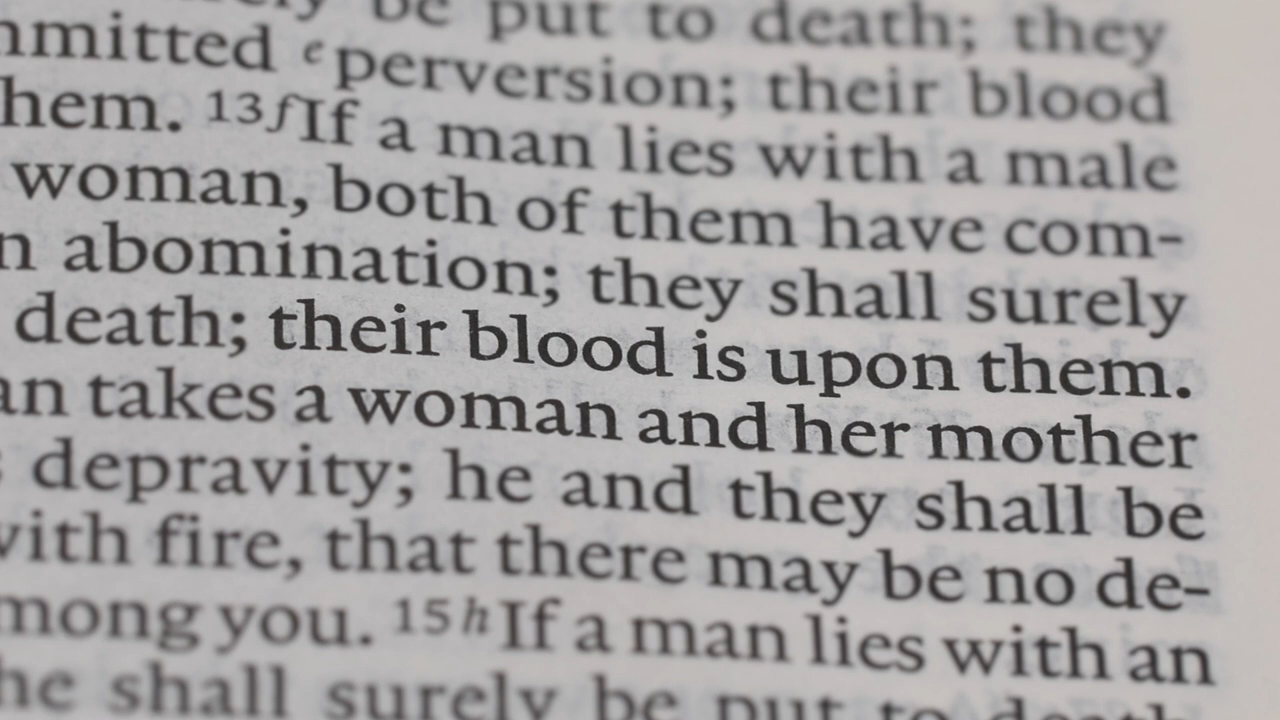 be put to death; they
mmitted e perversion; their blood
hem. 13 f If a man lies with a male
woman, both of them have com-
n abomination; they shall surely
death; their blood is upon them.
an takes a woman and her mother
depravity; he and they shall be
with fire, that there may be no de-
mong you. 15 h If a man lies with an
he shall surely be put to death